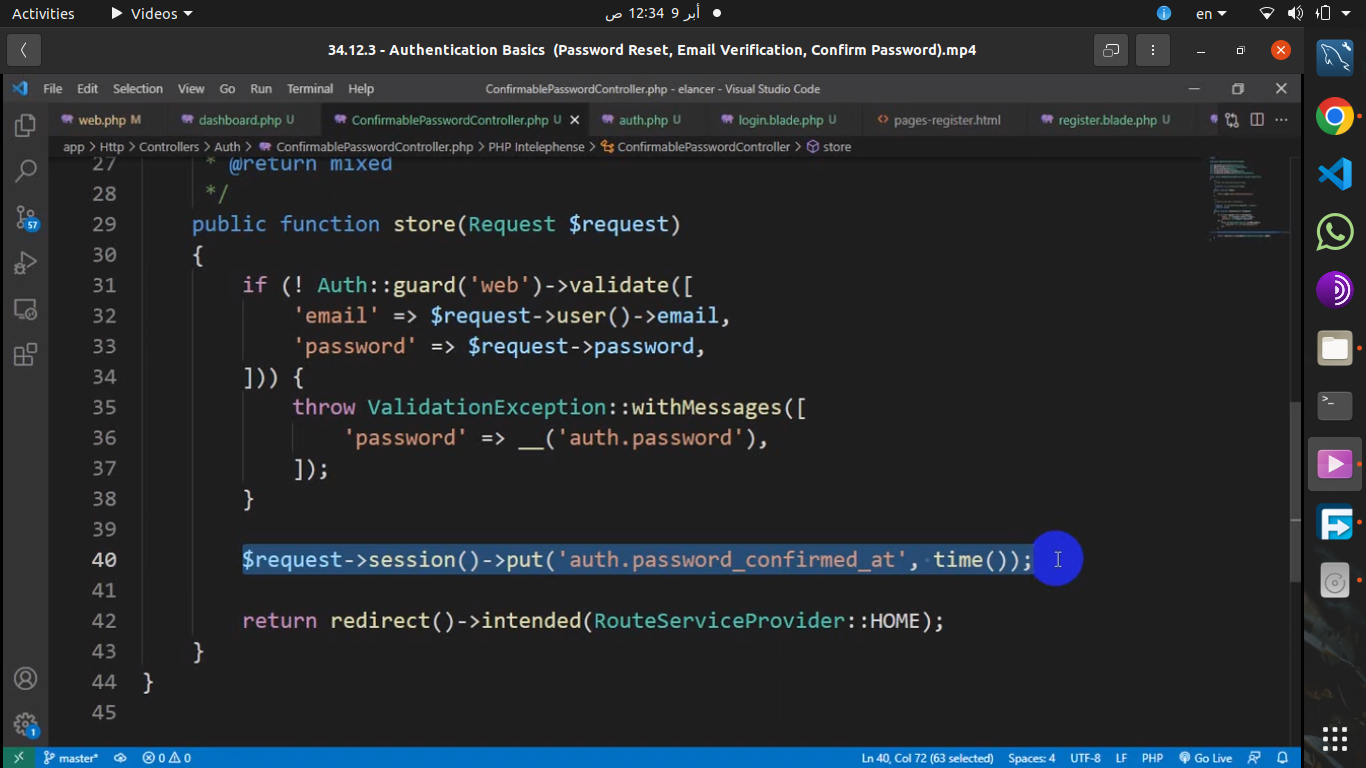 Activities
Videos
أبر 9 12:34 ص
en
34.12.3 - Authentication Basics (Password Reset, Email Verification, Confirm Password).mp4
File Edit Selection View Go Run Terminal Help
ConfirmablePasswordController.php - elancer - Visual Studio Code
web.php M
dashboard.php U
ConfirmablePasswordController.php U
auth.php U
login.blade.php U
pages-register.html
register.blade.php U
app > Http > Controllers > Auth > ConfirmablePasswordController.php > PHP Intelephense > ConfirmablePasswordController > store
27 * @return mixed
28 */
29 public function store(Request $request)
30 {
31 if (! Auth::guard('web')->validate([
32 'email' => $request->user()->email,
33 'password' => $request->password,
34 ])) {
35 throw ValidationException::withMessages([
36 'password' => __('auth.password'),
37 ]);
38 }
39
40 $request->session()->put('auth.password_confirmed_at', time());
41
42 return redirect()->intended(RouteServiceProvider::HOME);
43 }
44 }
45
57
1
master*
0 0
Ln 40, Col 72 (63 selected)
Spaces: 4
UTF-8
LF
PHP
Go Live